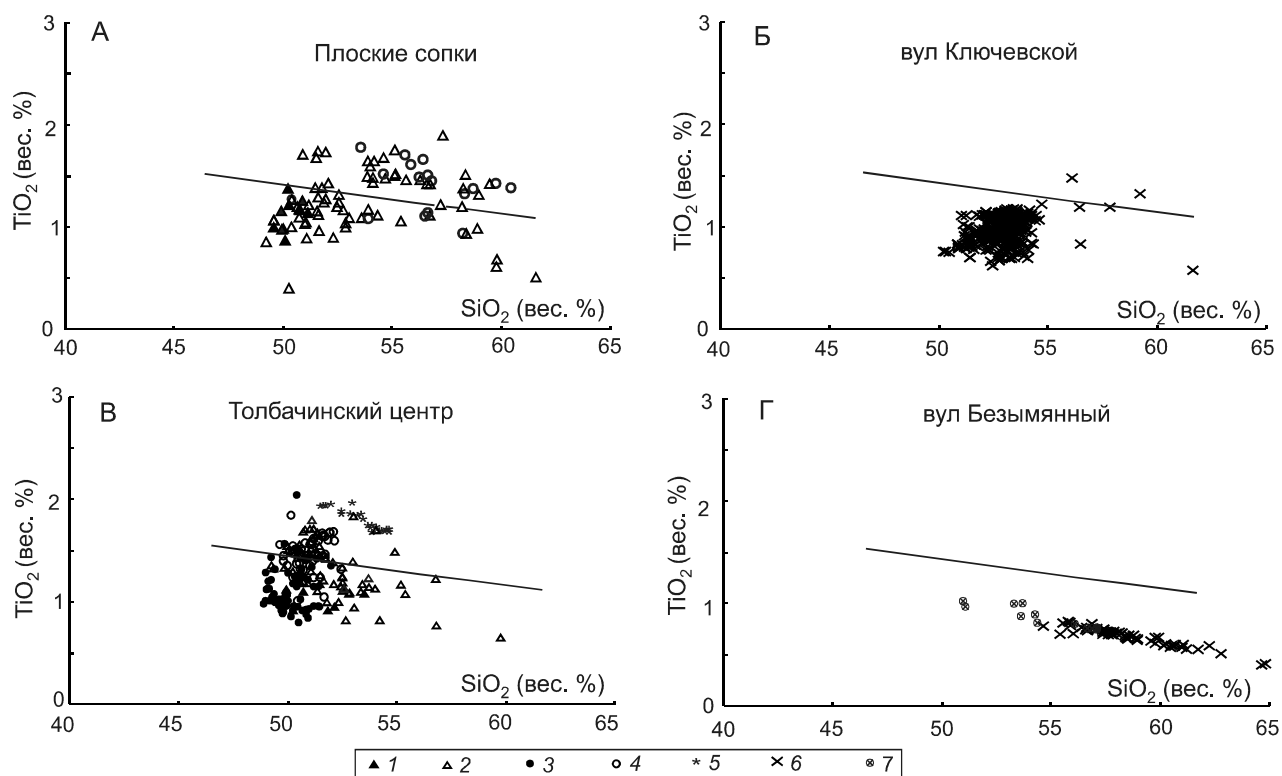 А
Плоские сопки
3
2
1
0
TiO₂ (вес. %)
SiO₂ (вес. %)
40 45 50 55 60 65
Б
вул Ключевской
3
2
1
0
TiO₂ (вес. %)
SiO₂ (вес. %)
40 45 50 55 60 65
В
Толбачинский центр
3
2
1
0
TiO₂ (вес. %)
SiO₂ (вес. %)
40 45 50 55 60 65
Г
вул Безымянный
3
2
1
0
TiO₂ (вес. %)
SiO₂ (вес. %)
40 45 50 55 60 65
1 2 3 4 5 6 7